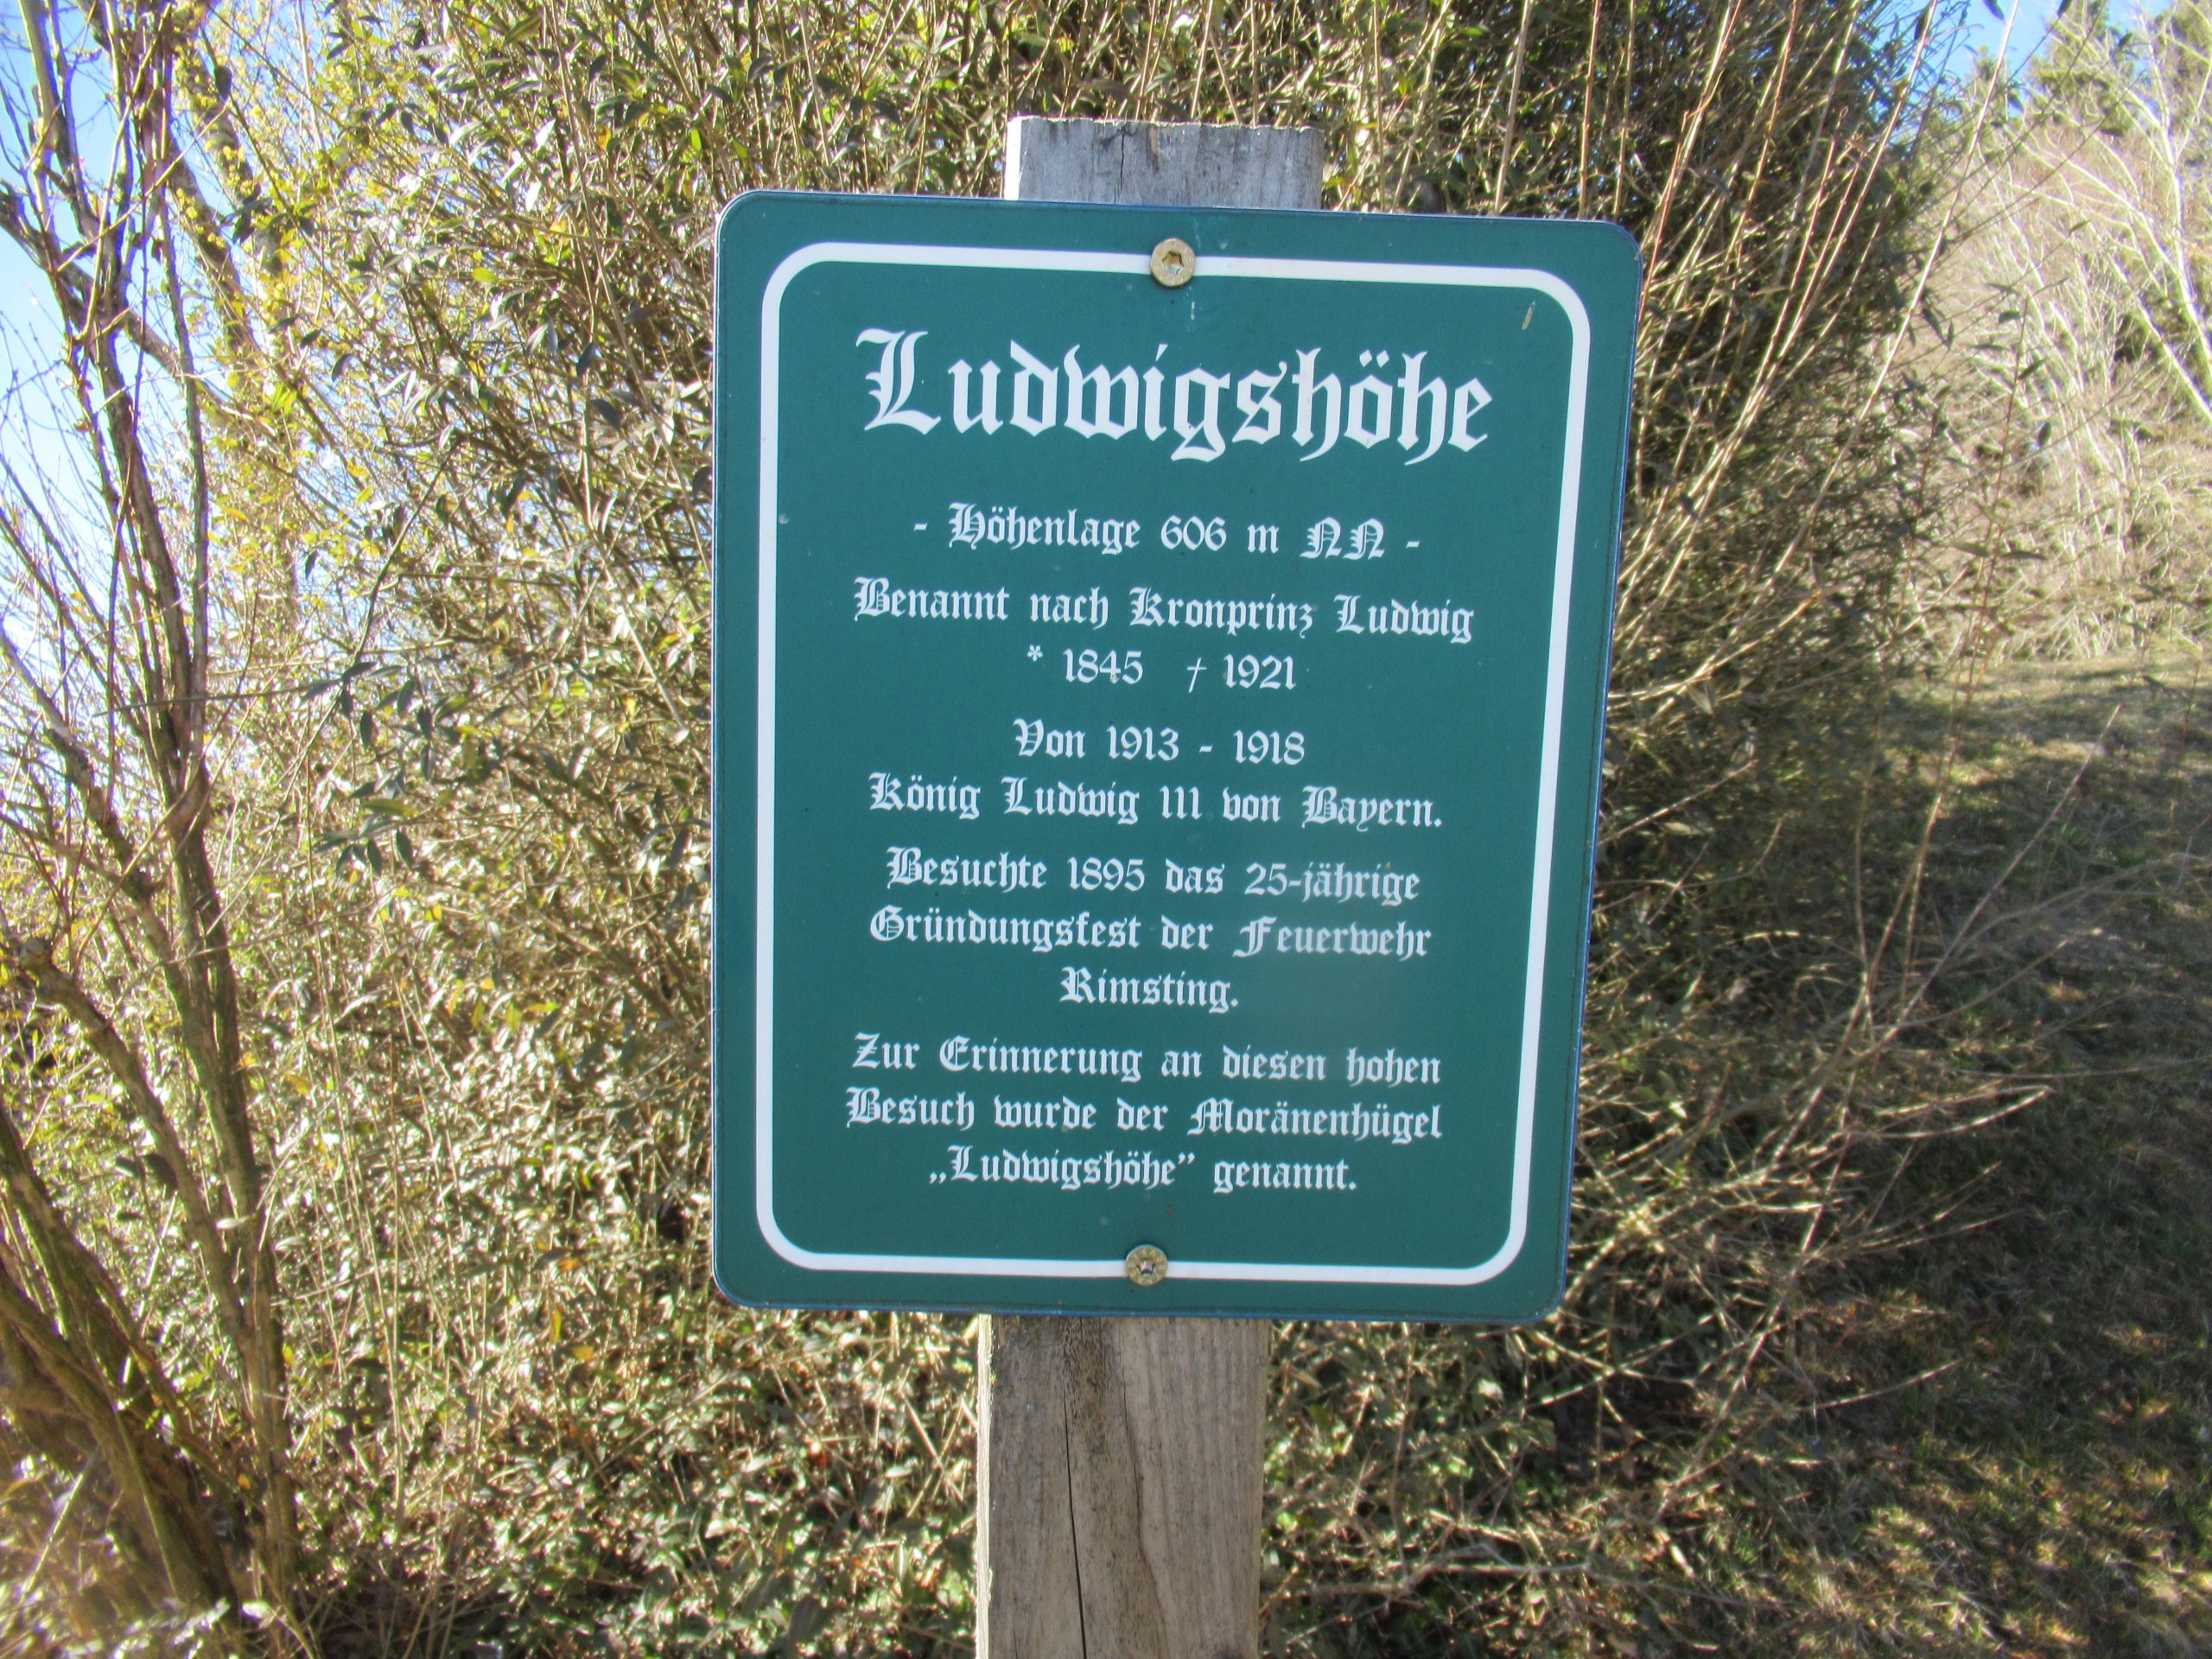 Ludwigshöhe
- Höhenlage 606 m NN -
Benannt nach Kronprinz Ludwig
* 1845 † 1921
Von 1913 - 1918
König Ludwig III von Bayern.
Besuchte 1895 das 25-jährige
Gründungsfest der Feuerwehr
Rimsting.
Zur Erinnerung an diesen hohen
Besuch wurde der Moränenhügel
„Ludwigshöhe” genannt.